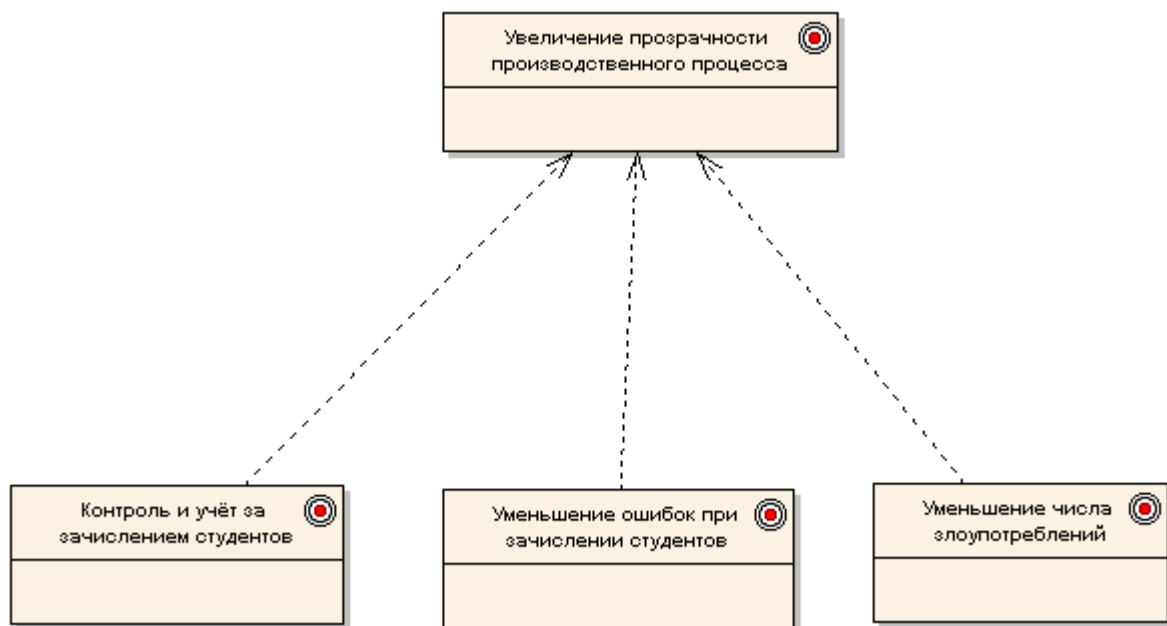 Увеличение прозрачности
производственного процесса
Контроль и учёт за
зачислением студентов
Уменьшение ошибок при
зачислении студентов
Уменьшение числа
злоупотреблений